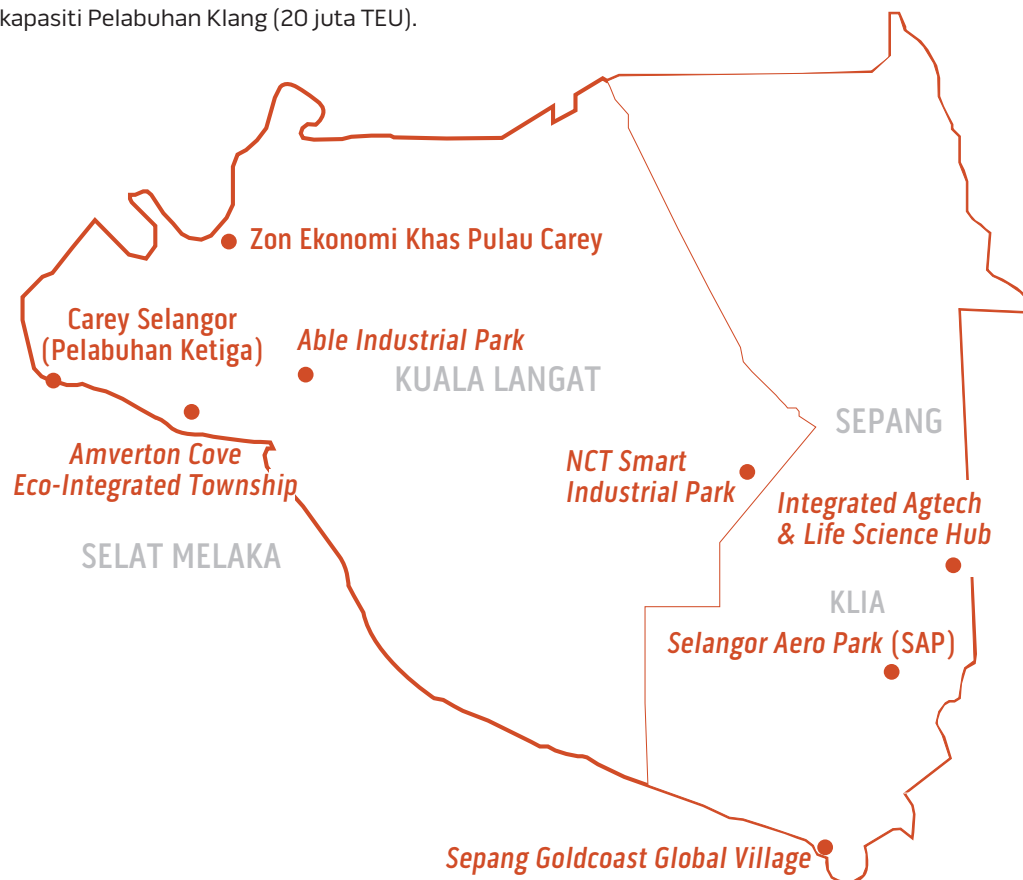 kapasiti Pelabuhan Klang (20 juta TEU).
Zon Ekonomi Khas Pulau Carey
Carey Selangor
(Pelabuhan Ketiga)
Able Industrial Park
KUALA LANGAT
SEPANG
Amverton Cove
Eco-Integrated Township
NCT Smart
Industrial Park
Integrated Agtech
& Life Science Hub
SELAT MELAKA
KLIA
Selangor Aero Park (SAP)
Sepang Goldcoast Global Village